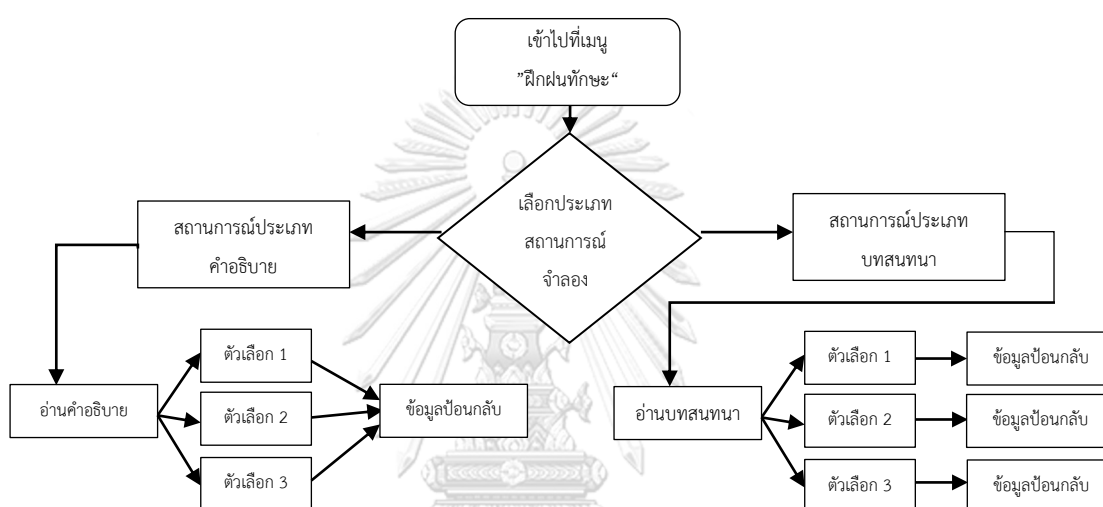 เข้าไปที่เมนู
”ฝึกฝนทักษะ“
เลือกประเภท
สถานการณ์
จำลอง
สถานการณ์ประเภท
คำอธิบาย
สถานการณ์ประเภท
บทสนทนา
อ่านคำอธิบาย
ตัวเลือก 1
ตัวเลือก 2
ตัวเลือก 3
ข้อมูลป้อนกลับ
อ่านบทสนทนา
ตัวเลือก 1
ข้อมูลป้อนกลับ
ตัวเลือก 2
ข้อมูลป้อนกลับ
ตัวเลือก 3
ข้อมูลป้อนกลับ